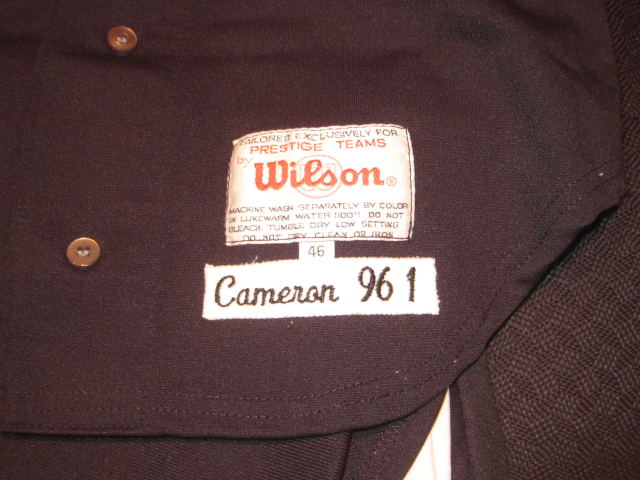 TAILORED EXCLUSIVELY FOR
PRESTIGE TEAMS
by Wilson®
MACHINE WASH SEPARATELY BY COLOR
IN LUKEWARM WATER (100°). DO NOT
BLEACH. TUMBLE DRY LOW SETTING
DO NOT DRY CLEAN OR IRON
46
Cameron 96 1